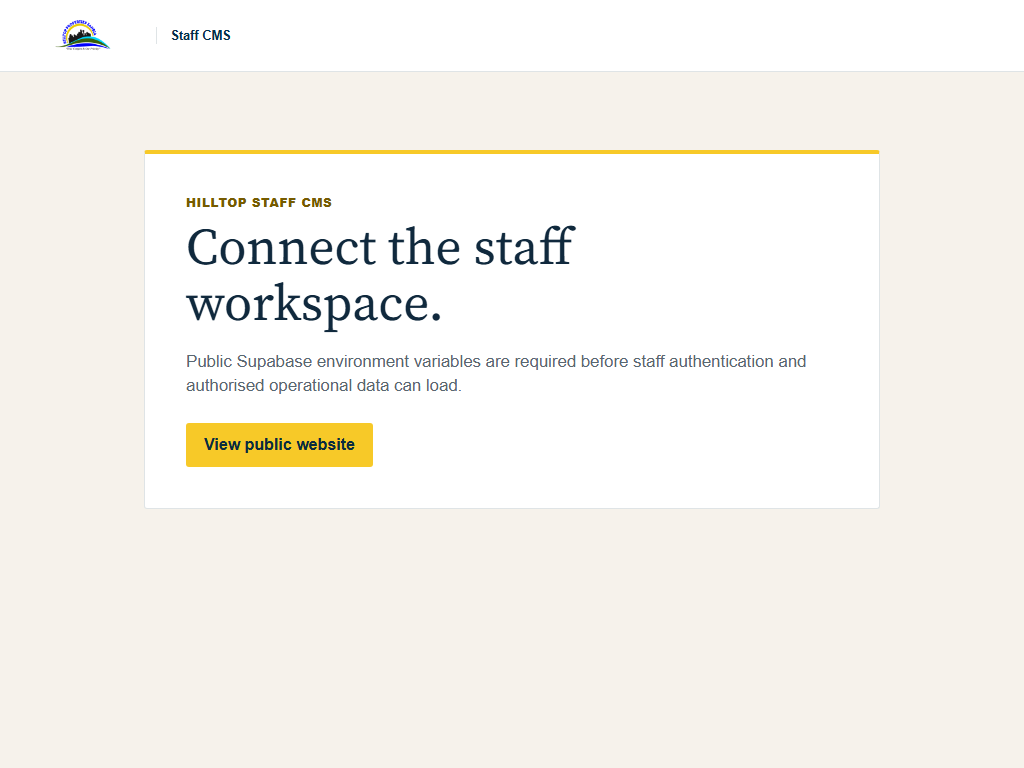 Staff CMS
HILLTOP STAFF CMS
Connect the staff
workspace.
Public Supabase environment variables are required before staff authentication and
authorised operational data can load.
View public website